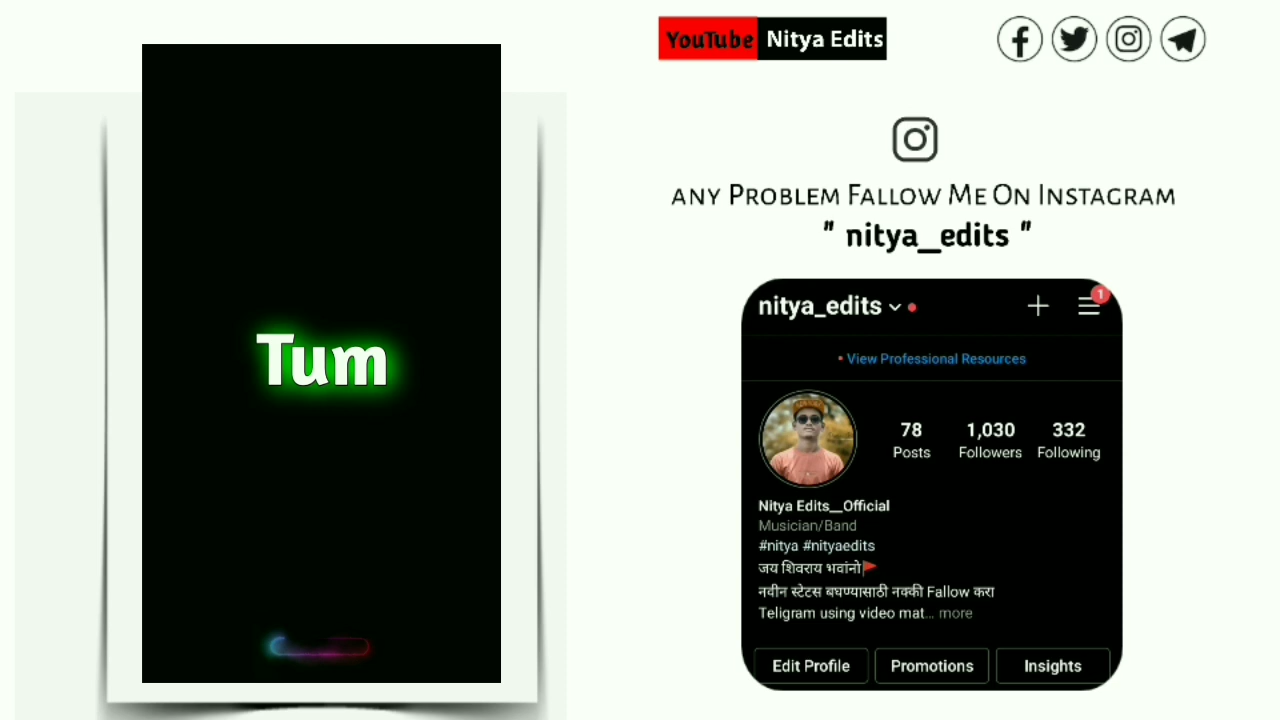 Tum
YouTube Nitya Edits
any Problem Fallow Me On Instagram
" nitya_edits "
nitya_edits
1
View Professional Resources
78 1,030 332
Posts Followers Following
Nitya Edits__Official
Musician/Band
#nitya #nityaedits
जय शिवराय भवांनो🚩
नवीन स्टेटस बघण्यासाठी नक्की Fallow करा
Teligram using video mat... more
Edit Profile Promotions Insights